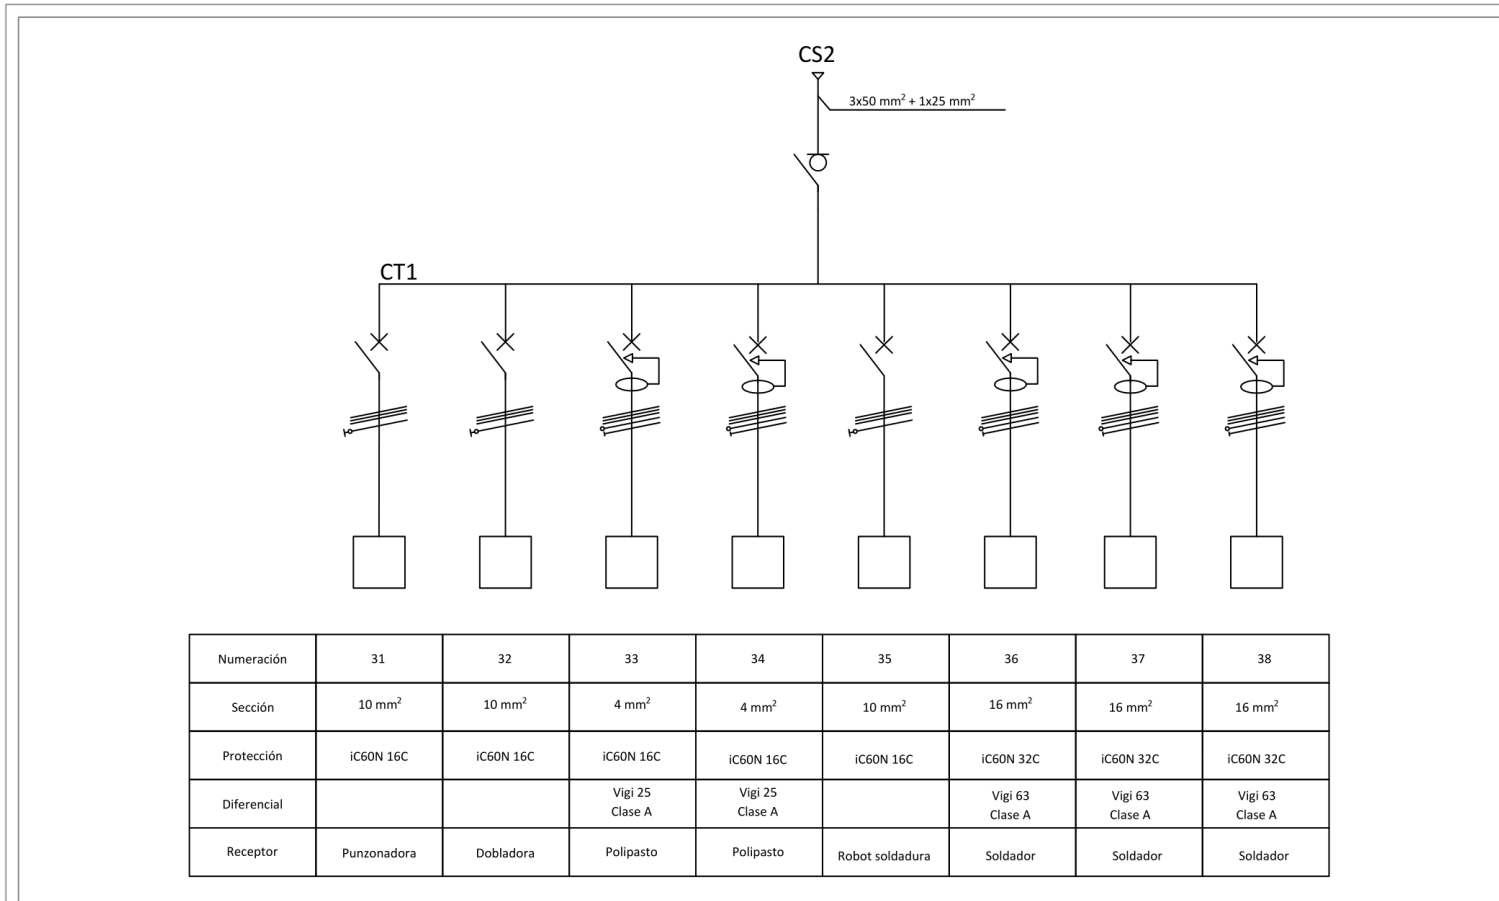 CS2
3x50 mm² + 1x25 mm²
CT1
Numeración 31 32 33 34 35 36 37 38
Sección 10 mm² 10 mm² 4 mm² 4 mm² 10 mm² 16 mm² 16 mm² 16 mm²
Protección iC60N 16C iC60N 16C iC60N 16C iC60N 16C iC60N 16C iC60N 32C iC60N 32C iC60N 32C
Diferencial Vigi 25 Vigi 25 Vigi 63 Vigi 63 Vigi 63
Clase A Clase A Clase A Clase A Clase A
Receptor Punzonadora Dobladora Polipasto Polipasto Robot soldadura Soldador Soldador Soldador